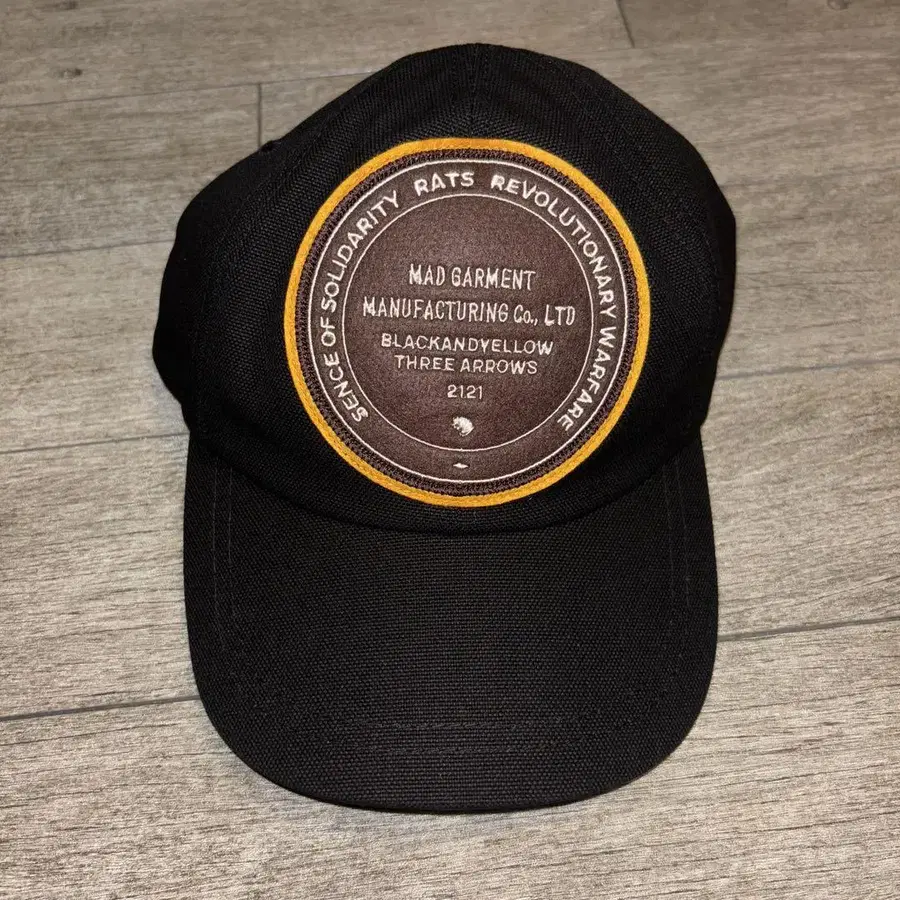 SENCE OF SOLIDARITY RATS REVOLUTIONARY WARFARE
MAD GARMENT
MANUFACTURING Co., LTD
BLACKANDYELLOW
THREE ARROWS
2121